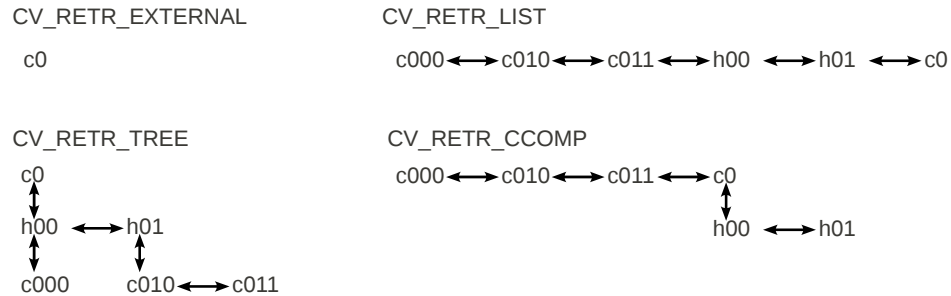 CV_RETR_EXTERNAL
c0
CV_RETR_LIST
c000 c010 c011 h00 h01 c0
CV_RETR_TREE
c0
h00 h01
c000 c010 c011
CV_RETR_CCOMP
c000 c010 c011 c0
h00 h01